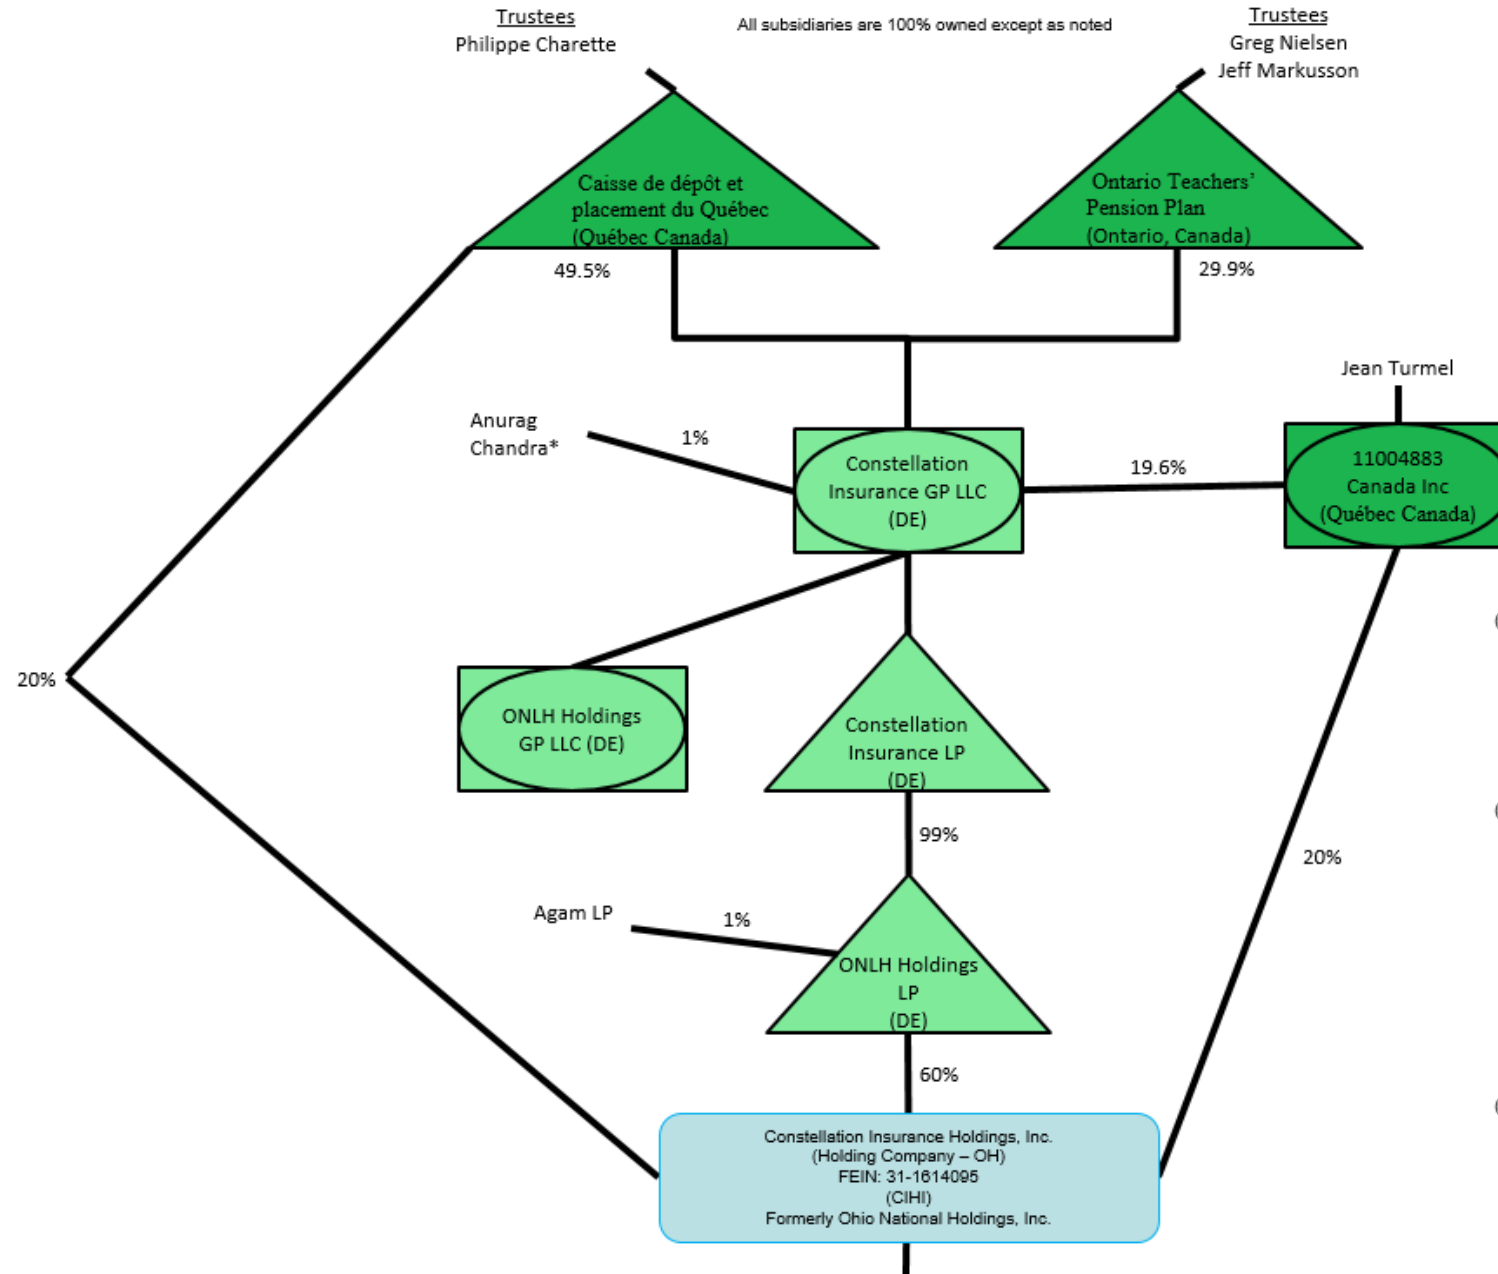 Trustees
Philippe Charette
All subsidiaries are 100% owned except as noted
Trustees
Greg Nielsen
Jeff Markusson
Caisse de dépôt et
placement du Québec
(Québec Canada)
Ontario Teachers’
Pension Plan
(Ontario, Canada)
49.5%
29.9%
Jean Turmel
Anurag
Chandra*
1%
Constellation
Insurance GP LLC
(DE)
19.6%
11004883
Canada Inc
(Québec Canada)
20%
ONLH Holdings
GP LLC (DE)
Constellation
Insurance LP
(DE)
99%
20%
Agam LP
1%
ONLH Holdings
LP
(DE)
60%
Constellation Insurance Holdings, Inc.
(Holding Company – OH)
FEIN: 31-1614095
(CIHI)
Formerly Ohio National Holdings, Inc.